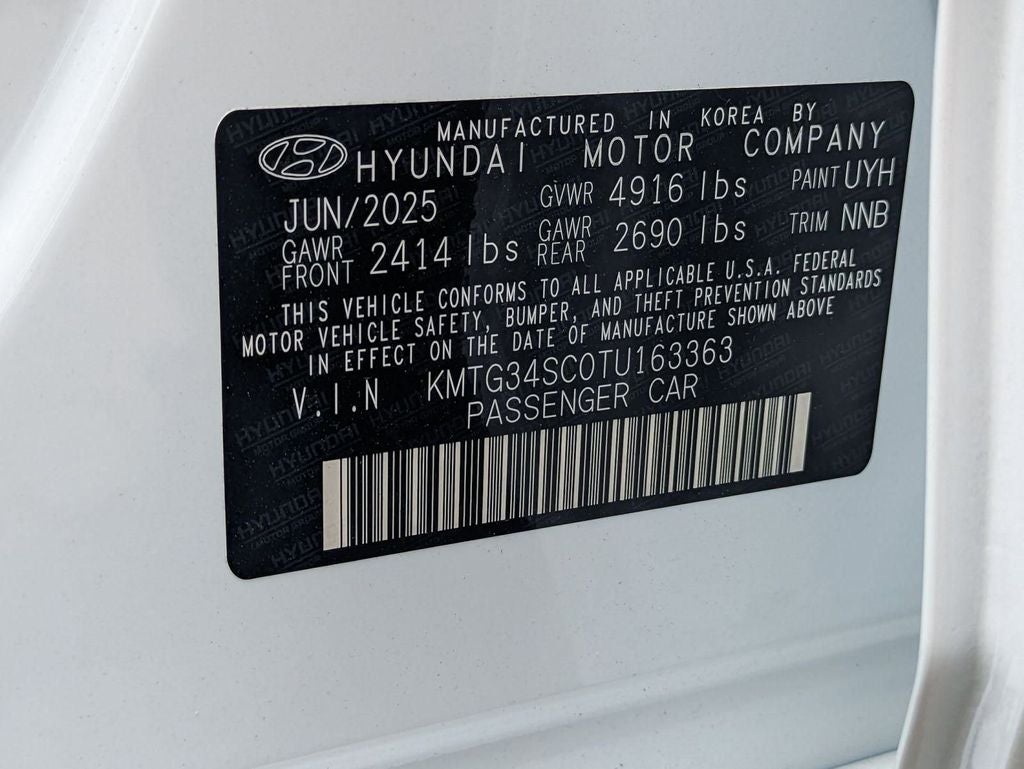 MANUFACTURED IN KOREA BY
HYUNDAI MOTOR COMPANY
JUN/2025 GVWR 4916 lbs PAINT UYH
GAWR FRONT 2414 lbs GAWR REAR 2690 lbs TRIM NNB
THIS VEHICLE CONFORMS TO ALL APPLICABLE U.S.A. FEDERAL
MOTOR VEHICLE SAFETY, BUMPER, AND THEFT PREVENTION STANDARDS
IN EFFECT ON THE DATE OF MANUFACTURE SHOWN ABOVE
V.I.N KMTG34SC0TU163363
PASSENGER CAR